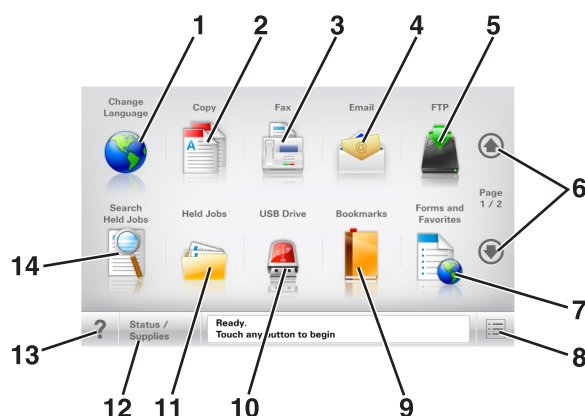 1 2 3 4 5
Change Language
Copy
Fax
Email
FTP
A
@
6
Page 1 / 2
Search Held Jobs
Held Jobs
USB Drive
Bookmarks
Forms and Favorites
14
7
?
Status / Supplies
Ready.
Touch any button to begin
13
12
11
10
9
8